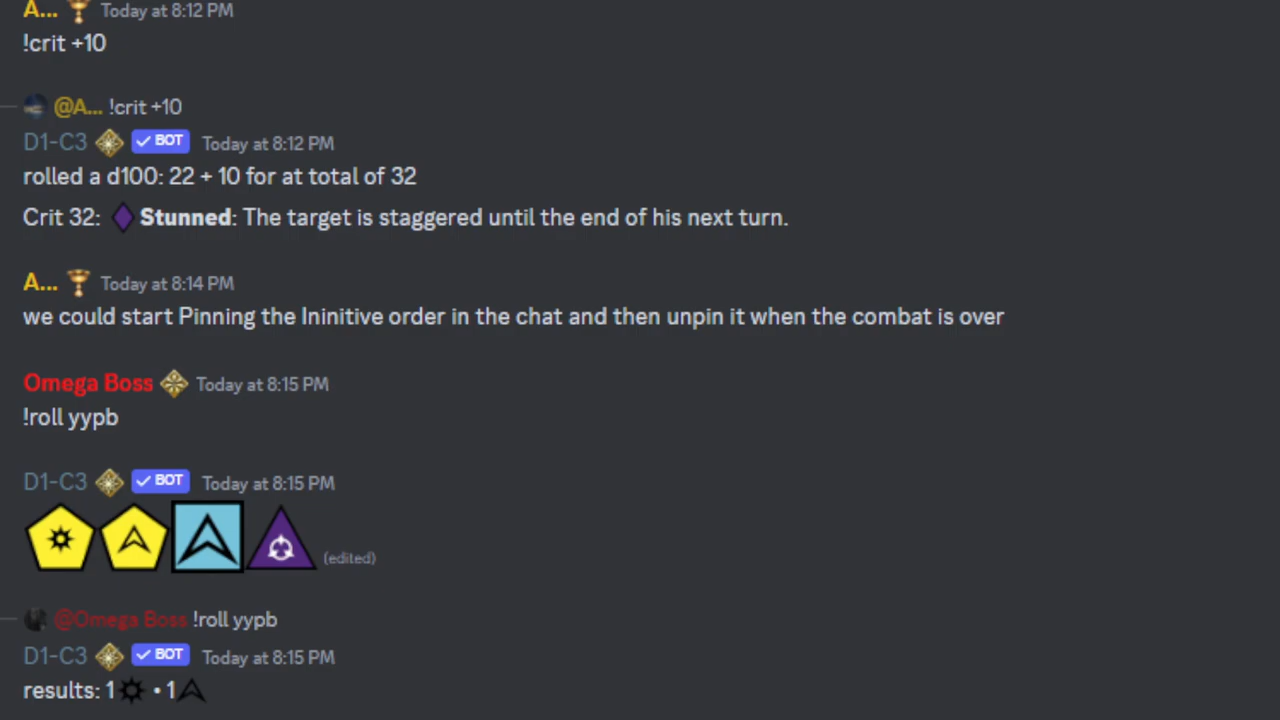 A... Today at 8:12 PM
!crit +10
@A... !crit +10
D1-C3 BOT Today at 8:12 PM
rolled a d100: 22 + 10 for at total of 32
Crit 32: Stunned: The target is staggered until the end of his next turn.
A... Today at 8:14 PM
we could start Pinning the Ininitive order in the chat and then unpin it when the combat is over
Omega Boss Today at 8:15 PM
!roll yypb
D1-C3 BOT Today at 8:15 PM
(edited)
@Omega Boss !roll yypb
D1-C3 BOT Today at 8:15 PM
results: 1 • 1